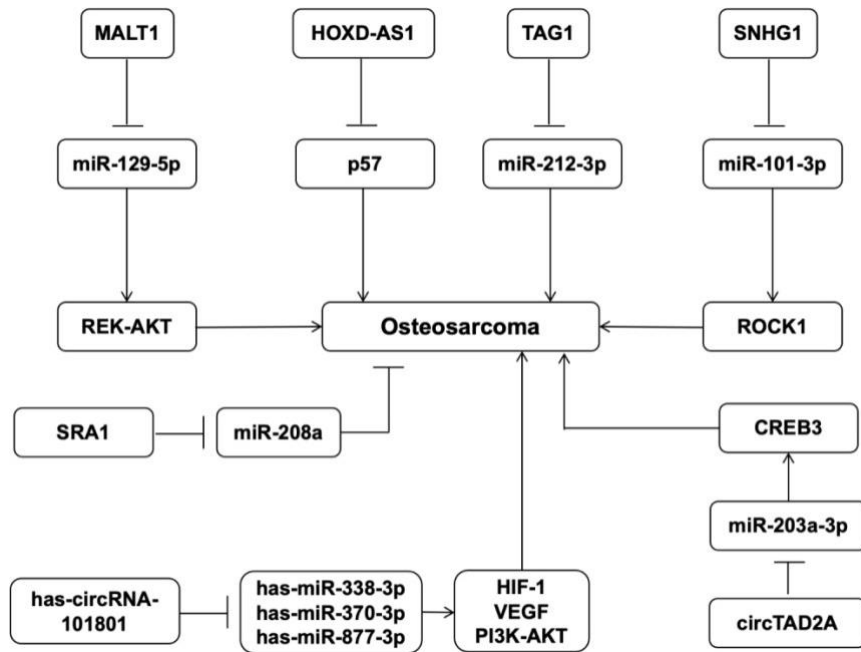 MALT1
HOXD-AS1
TAG1
SNHG1
miR-129-5p
p57
miR-212-3p
miR-101-3p
REK-AKT
Osteosarcoma
ROCK1
SRA1
miR-208a
CREB3
miR-203a-3p
has-circRNA-
101801
has-miR-338-3p
has-miR-370-3p
has-miR-877-3p
HIF-1
VEGF
PI3K-AKT
circTAD2A